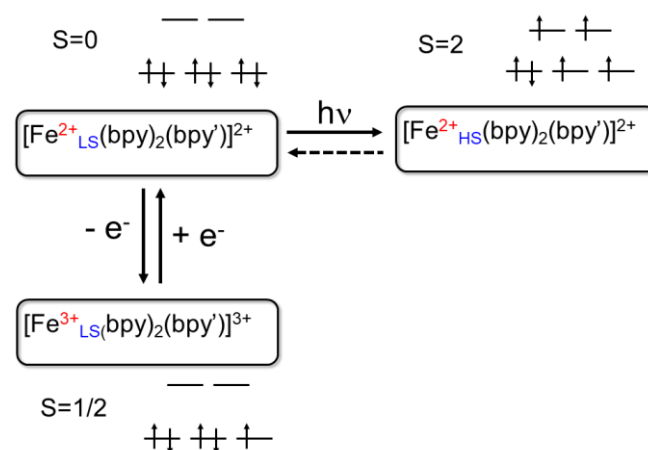 S=0
S=2
[Fe²⁺LS(bpy)₂(bpy’)]²⁺
hν
[Fe²⁺HS(bpy)₂(bpy’)]²⁺
- e⁻
+ e⁻
[Fe³⁺LS(bpy)₂(bpy’)]³⁺
S=1/2